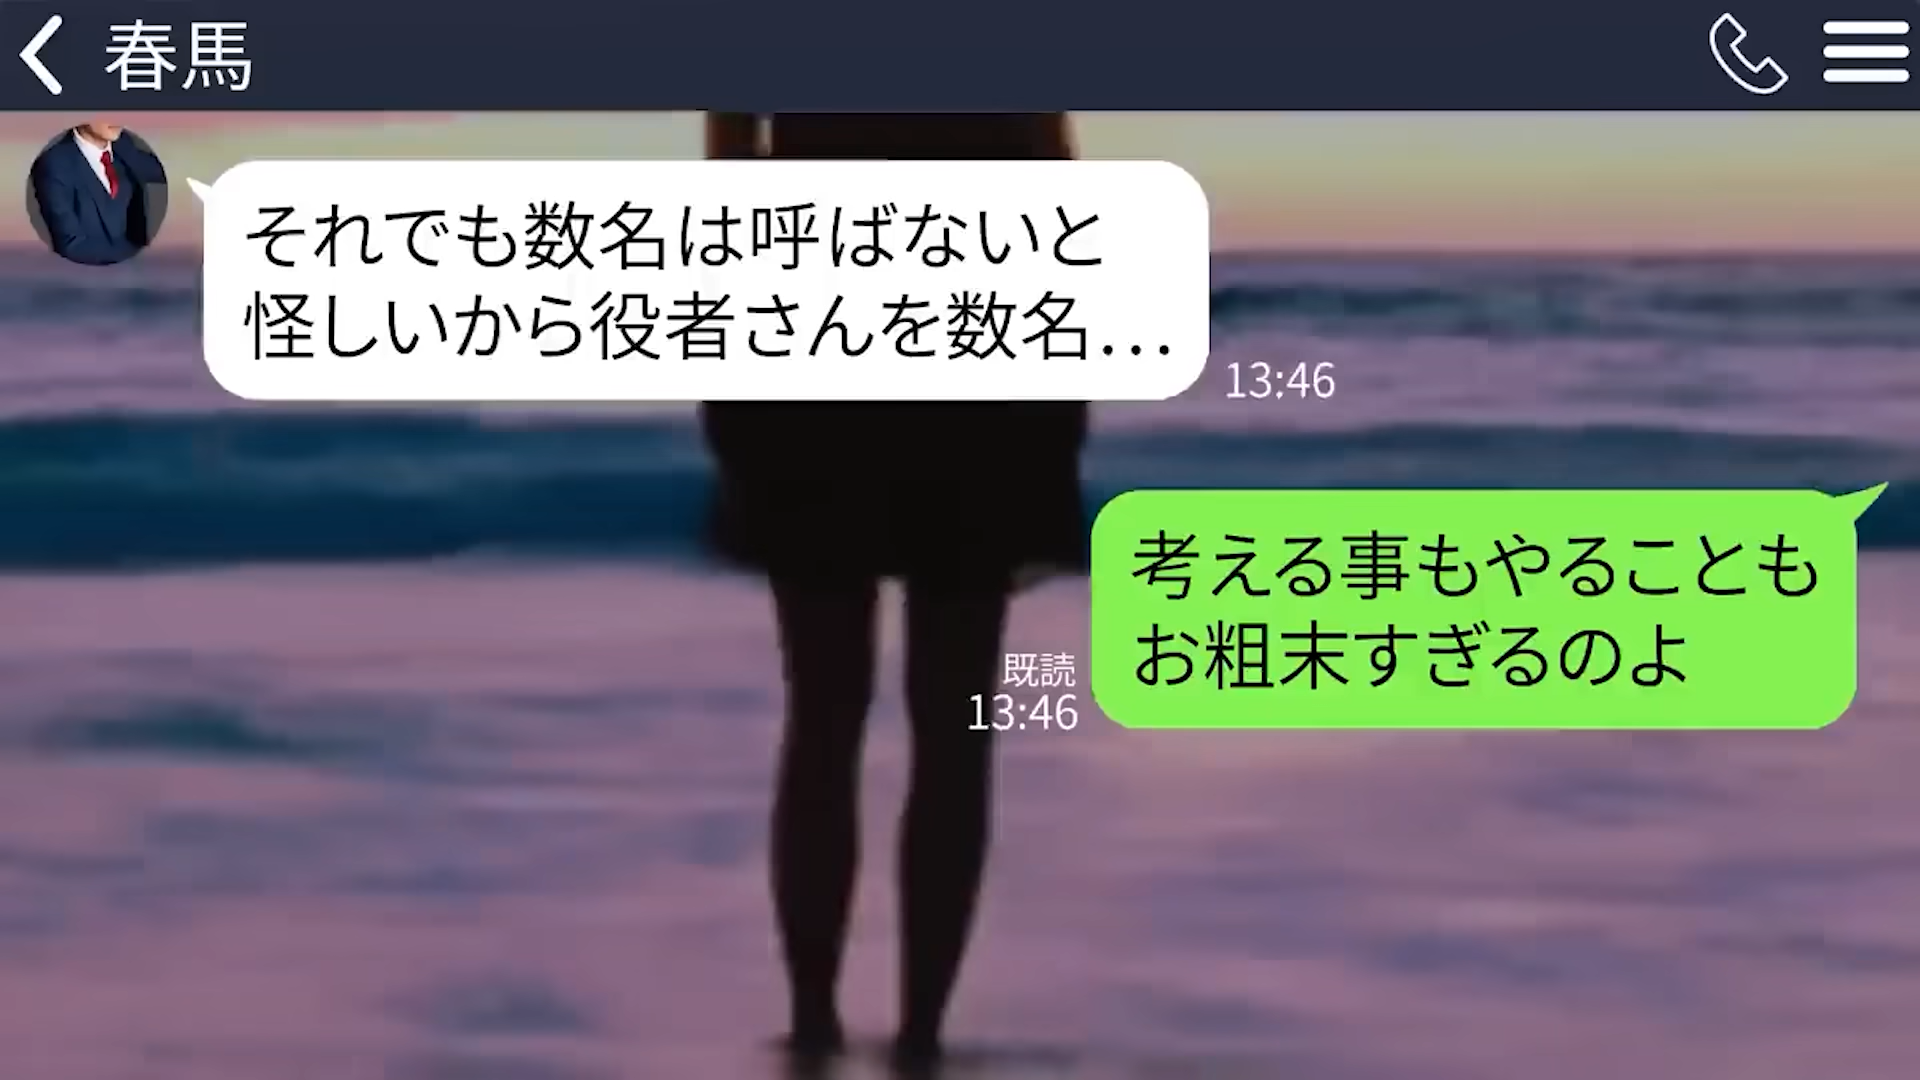 春馬
それでも数名は呼ばないと
怪しいから役者さんを数名…
13:46
考える事もやることも
お粗末すぎるのよ
既読
13:46